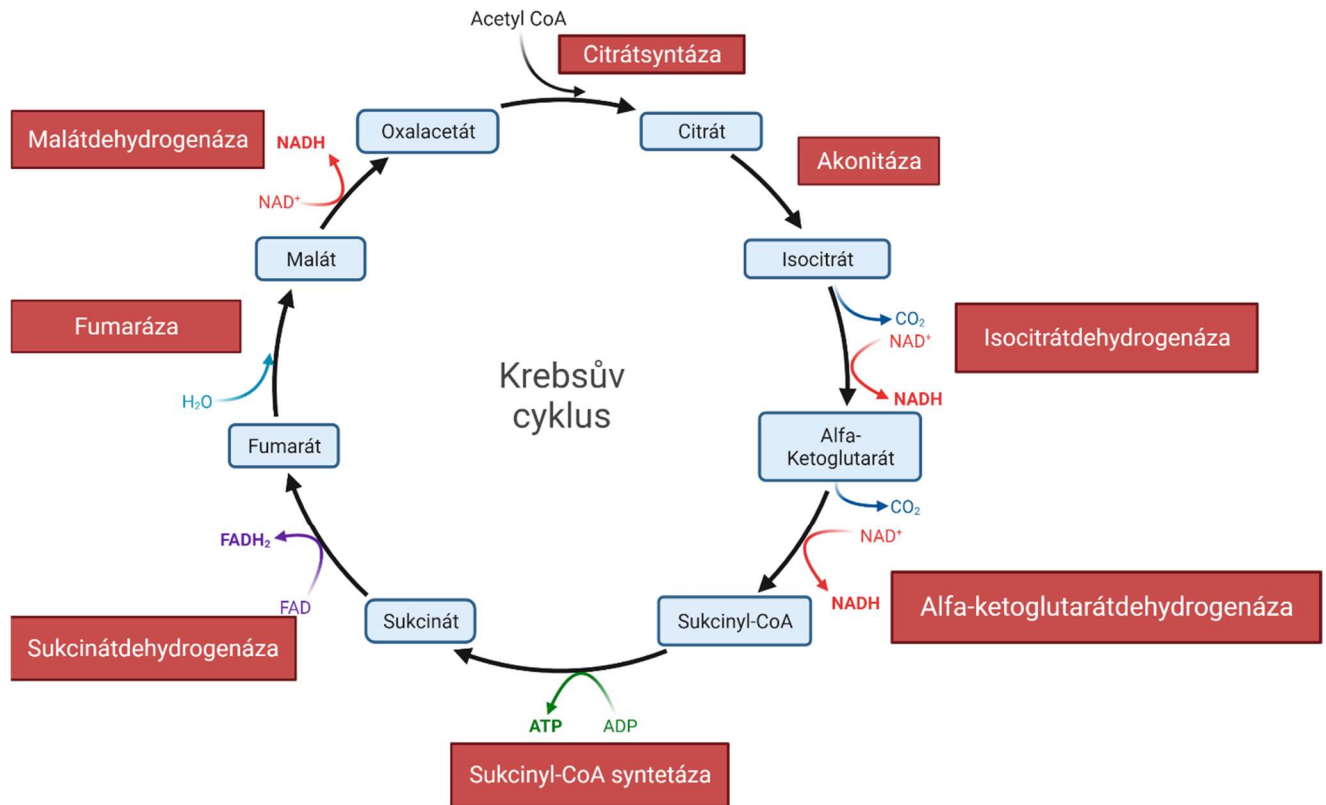 Acetyl CoA
Citrátsyntáza
Oxalacetát
Citrát
Malátdehydrogenáza
NADH
NAD⁺
Akonitáza
Malát
Isocitrát
Fumaráza
CO₂
NAD⁺
NADH
Isocitrátdehydrogenáza
Krebsův
cyklus
H₂O
Fumarát
Alfa-
Ketoglutarát
CO₂
NAD⁺
NADH
Alfa-ketoglutarátdehydrogenáza
FADH₂
FAD
Sukcinát
Sukcinyl-CoA
Sukcinátdehydrogenáza
ATP
ADP
Sukcinyl-CoA syntetáza